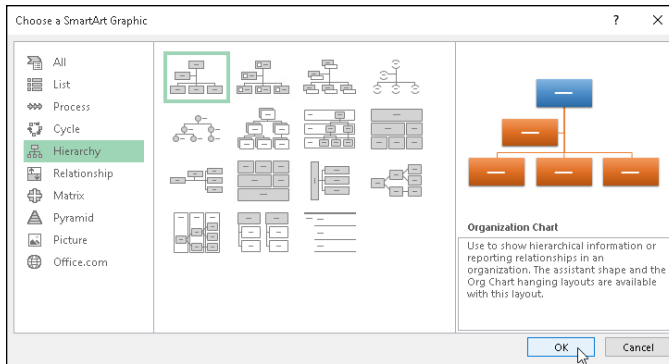 Choose a SmartArt Graphic
?
All
List
Process
Cycle
Hierarchy
Relationship
Matrix
Pyramid
Picture
Office.com
Organization Chart
Use to show hierarchical information or
reporting relationships in an
organization. The assistant shape and the
Org Chart hanging layouts are available
with this layout.
OK
Cancel